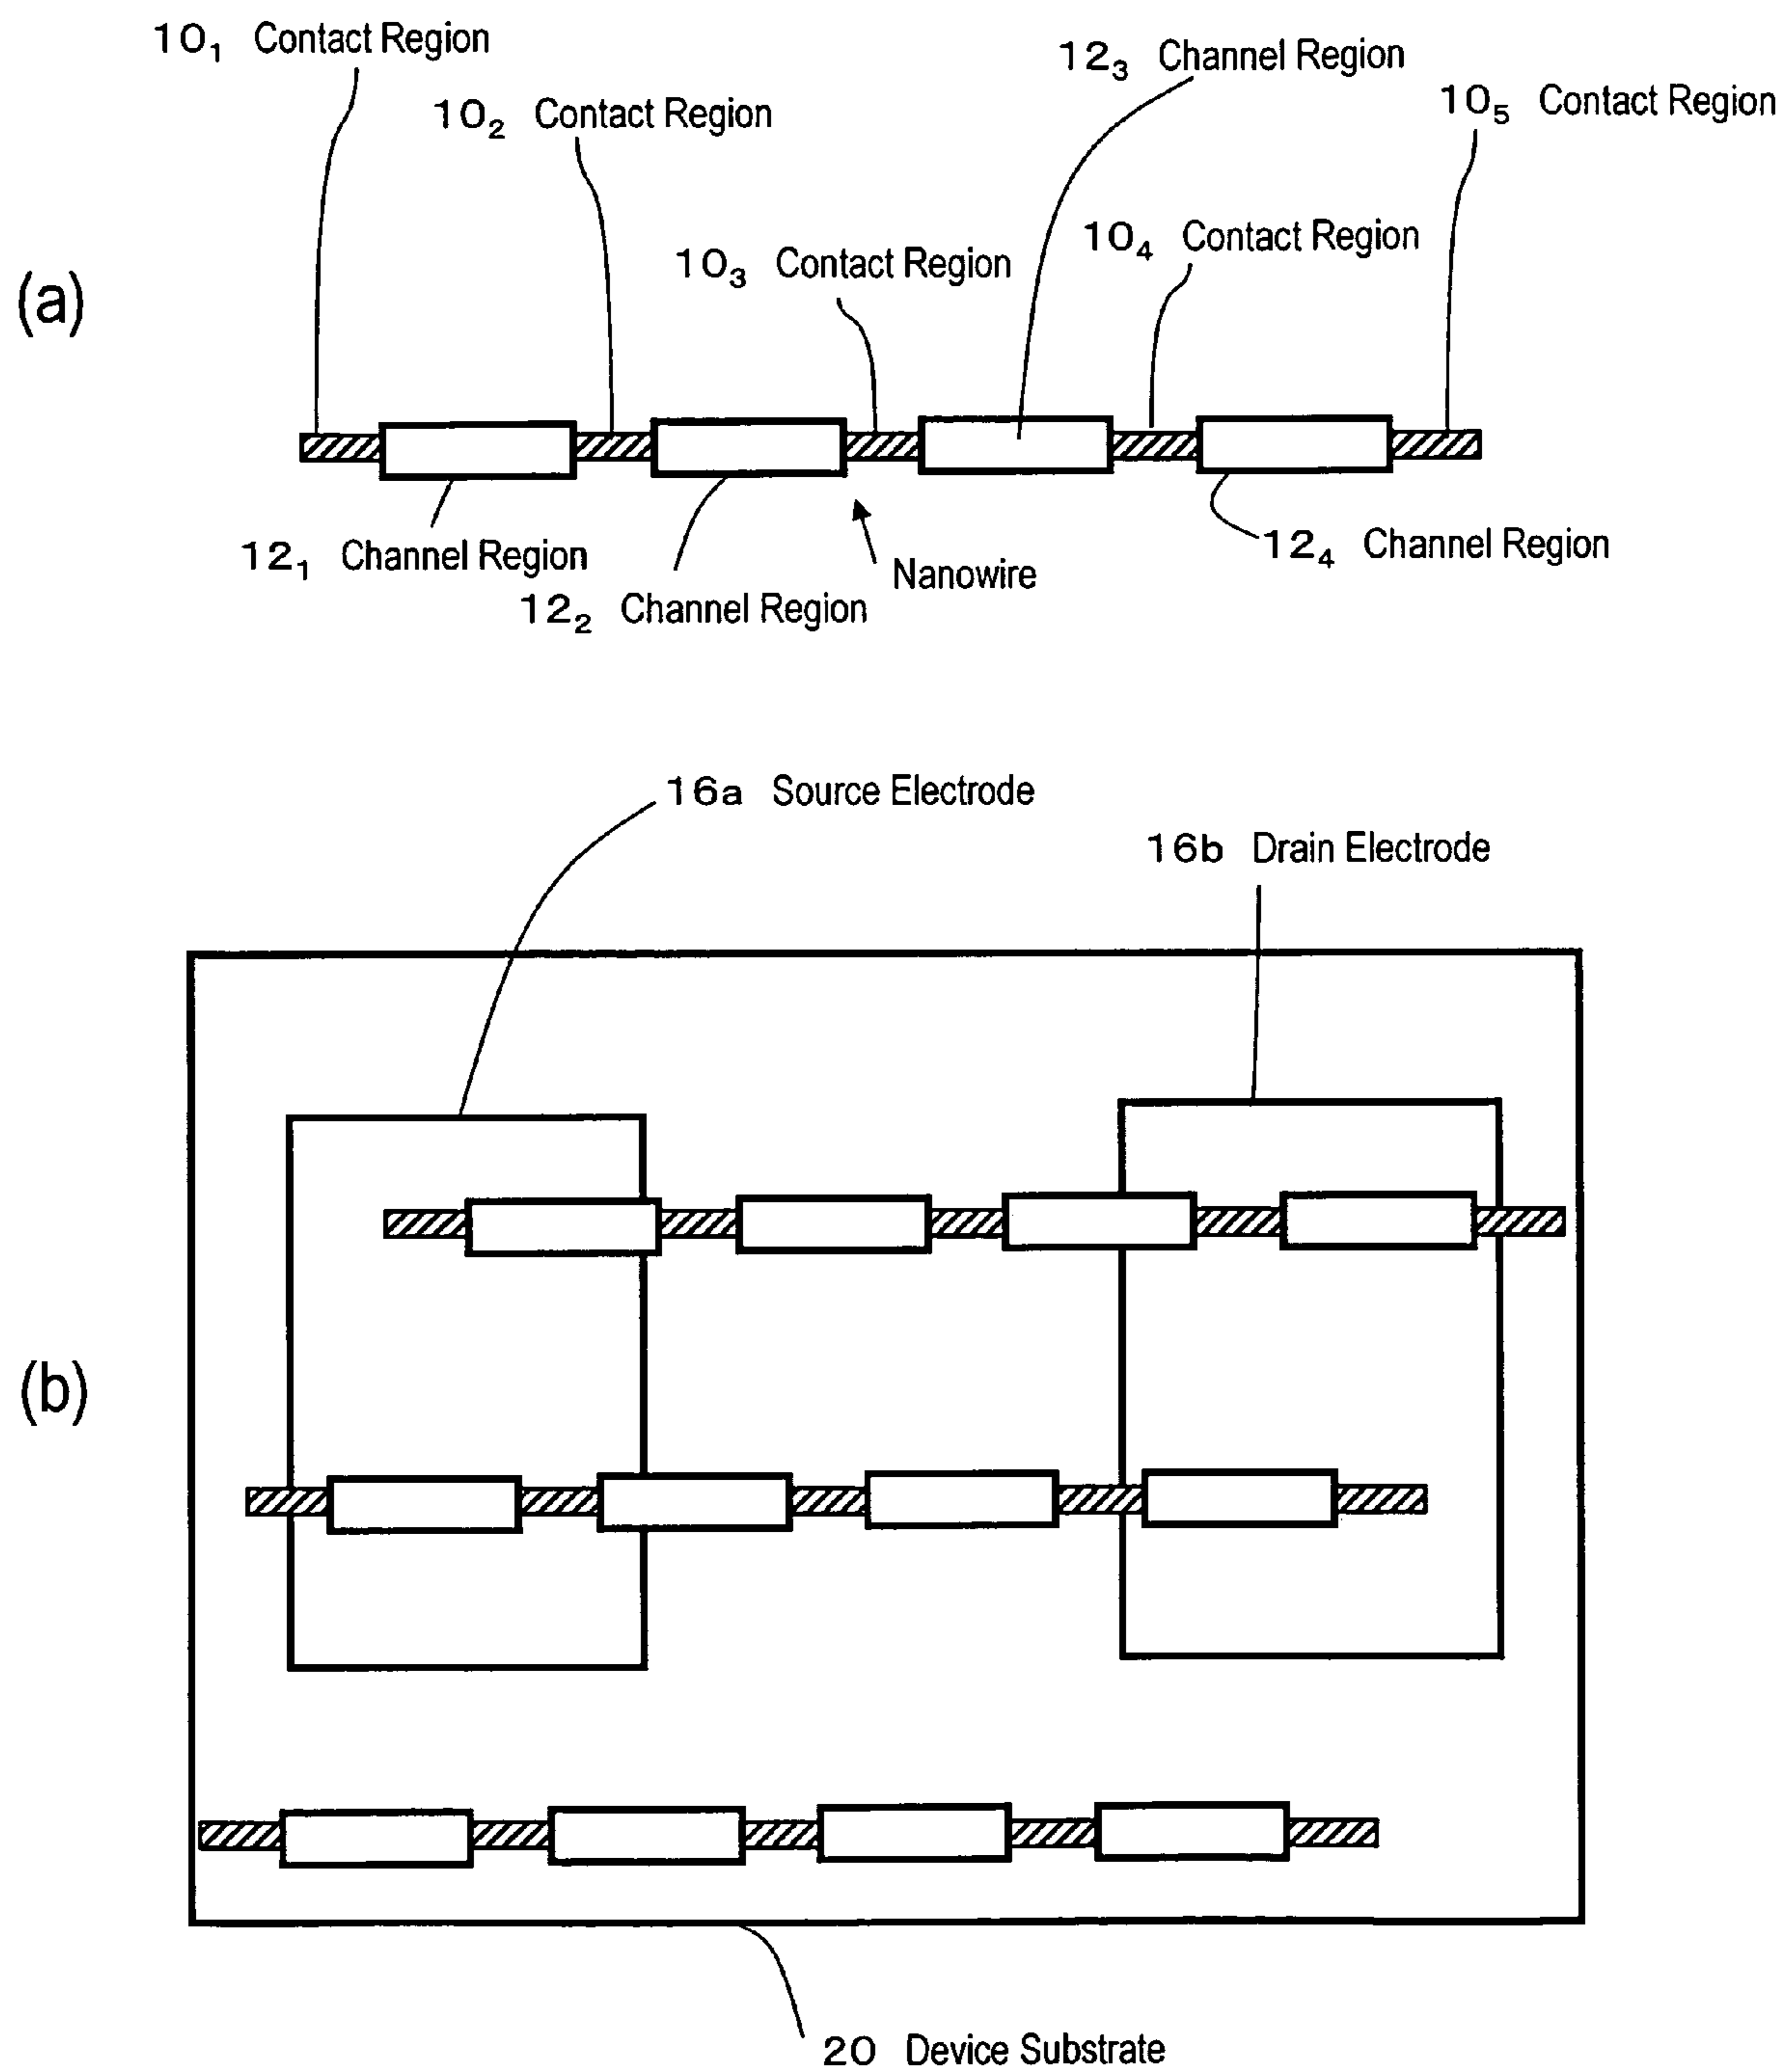 10₁ Contact Region
12₃ Channel Region
10₂ Contact Region
10₅ Contact Region
10₃ Contact Region
10₄ Contact Region
(a)
12₁ Channel Region
12₂ Channel Region
Nanowire
12₄ Channel Region
16a Source Electrode
16b Drain Electrode
(b)
20 Device Substrate